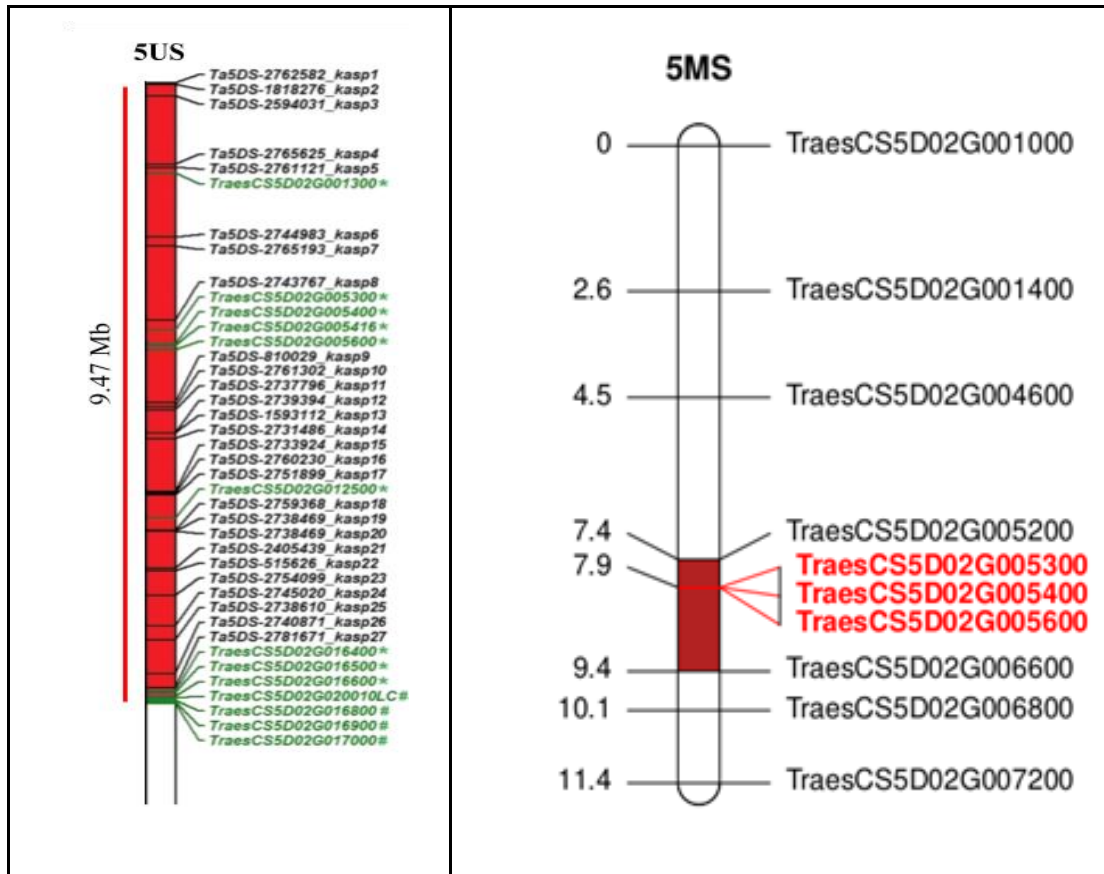 5US
9.47 Mb
Ta5DS-2762582_kasp1
Ta5DS-1818276_kasp2
Ta5DS-2594031_kasp3
Ta5DS-2765625_kasp4
Ta5DS-2761121_kasp5
TraesCS5D02G001300*
Ta5DS-2744983_kasp6
Ta5DS-2765193_kasp7
Ta5DS-2743767_kasp8
TraesCS5D02G005300*
TraesCS5D02G005400*
TraesCS5D02G005416*
TraesCS5D02G005600*
Ta5DS-810029_kasp9
Ta5DS-2761302_kasp10
Ta5DS-2737796_kasp11
Ta5DS-2739394_kasp12
Ta5DS-1593112_kasp13
Ta5DS-2731486_kasp14
Ta5DS-2733924_kasp15
Ta5DS-2760230_kasp16
Ta5DS-2751899_kasp17
TraesCS5D02G012500*
Ta5DS-2759368_kasp18
Ta5DS-2738469_kasp19
Ta5DS-2738469_kasp20
Ta5DS-2405439_kasp21
Ta5DS-515626_kasp22
Ta5DS-2754099_kasp23
Ta5DS-2745020_kasp24
Ta5DS-2738610_kasp25
Ta5DS-2740871_kasp26
Ta5DS-2781671_kasp27
TraesCS5D02G016400*
TraesCS5D02G016500*
TraesCS5D02G016600*
TraesCS5D02G020010LC#
TraesCS5D02G016800#
TraesCS5D02G016900#
TraesCS5D02G017000#
5MS
0 TraesCS5D02G001000
2.6 TraesCS5D02G001400
4.5 TraesCS5D02G004600
7.4 TraesCS5D02G005200
7.9 TraesCS5D02G005300
TraesCS5D02G005400
TraesCS5D02G005600
9.4 TraesCS5D02G006600
10.1 TraesCS5D02G006800
11.4 TraesCS5D02G007200